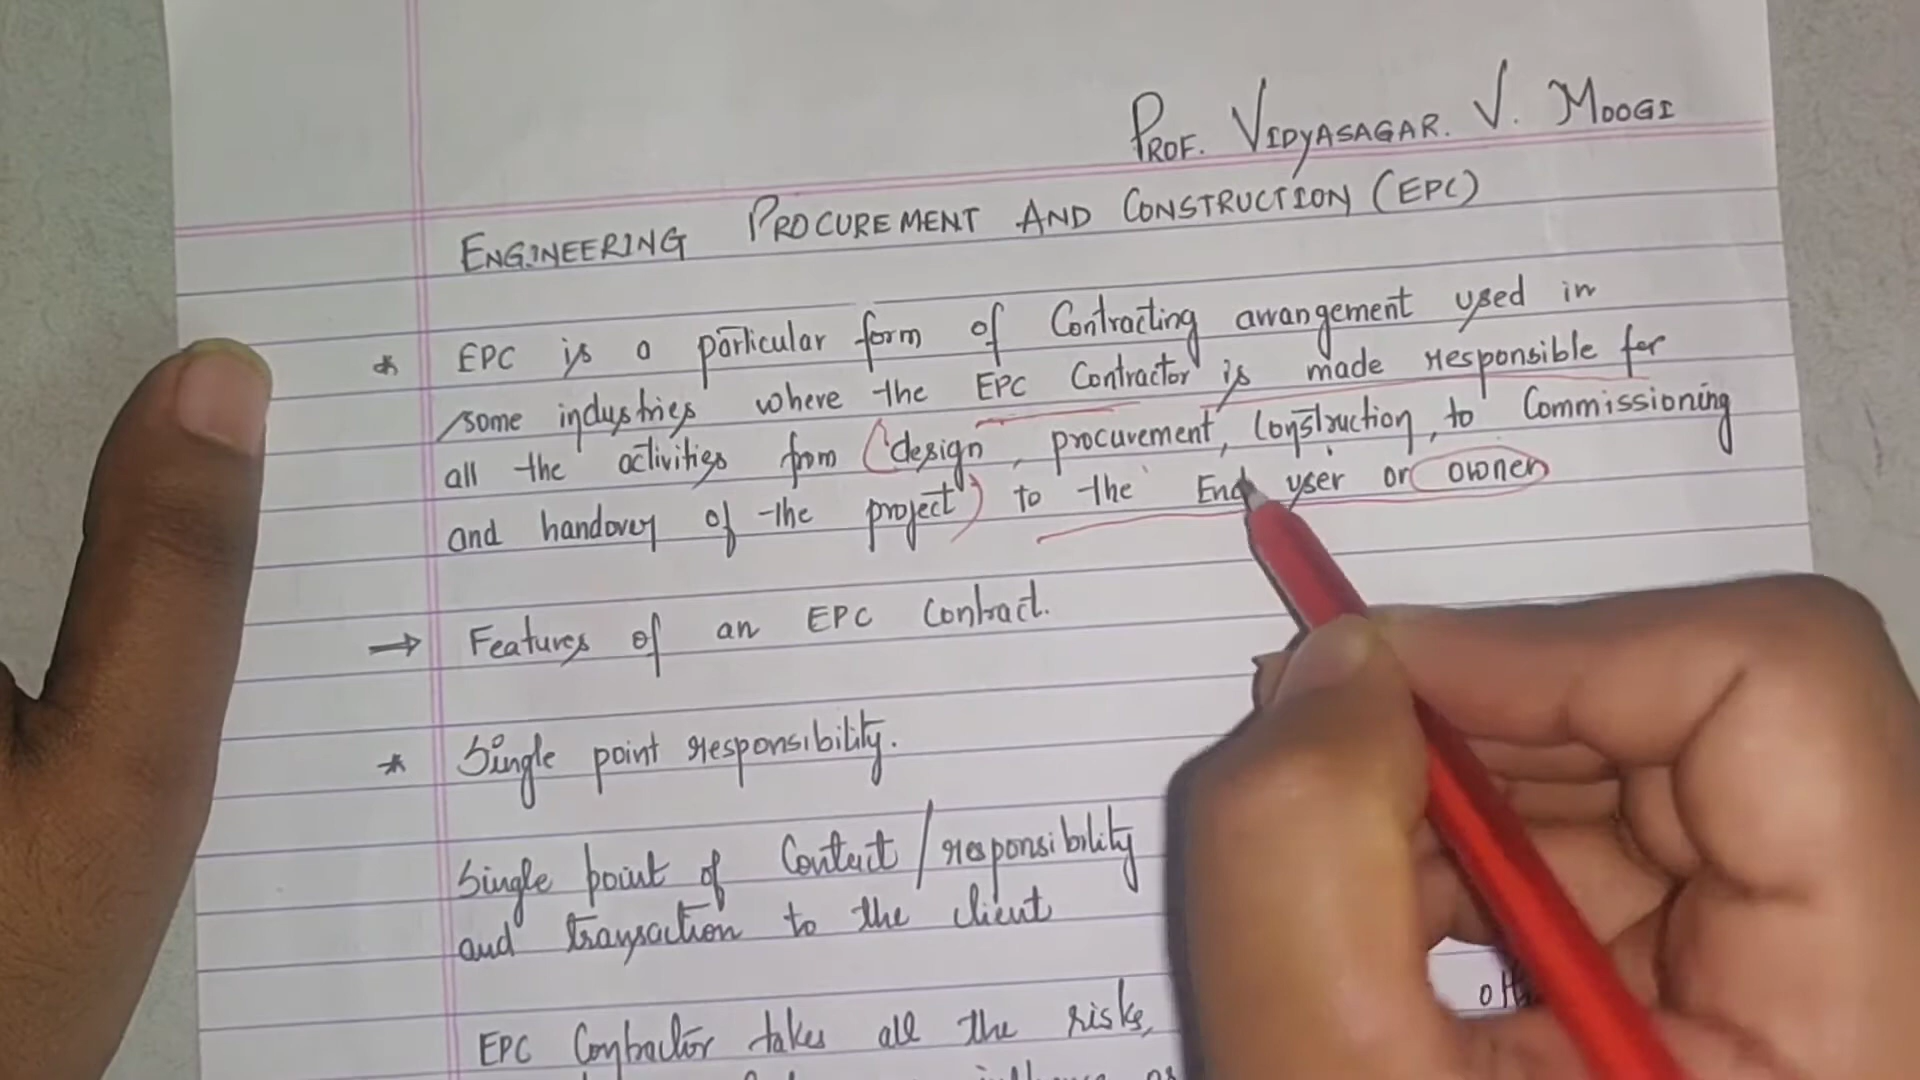 PROF. VIDYASAGAR. V. MOOGI
ENGINEERING PROCUREMENT AND CONSTRUCTION (EPC)
* EPC is a particular form of Contracting arrangement used in
some industries where the EPC Contractor is made responsible for
all the activities from (design, procurement, Construction, to Commissioning
and handover of the project) to the End user or owner
→ Features of an EPC Contract.
* Single point responsibility.
Single point of Contact / responsibility
and transaction to the client
EPC Contractor takes all the risks,